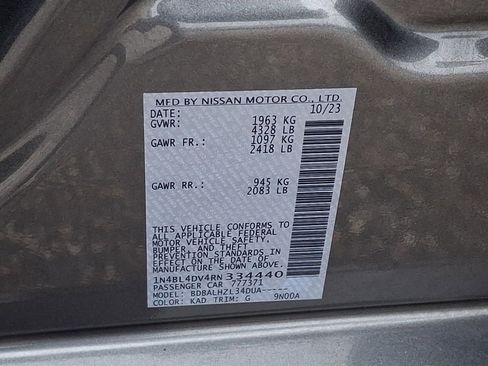 MFD BY NISSAN MOTOR CO., LTD.
DATE: 10/23
GVWR: 1963 KG
4328 LB
GAWR FR.: 1097 KG
2418 LB
GAWR RR.: 945 KG
2083 LB
THIS VEHICLE CONFORMS TO
ALL APPLICABLE FEDERAL
MOTOR VEHICLE SAFETY,
BUMPER, AND THEFT
PREVENTION STANDARDS IN
EFFECT ON THE DATE OF
MANUFACTURE SHOWN ABOVE.
1N4BL4DV4RN334440
PASSENGER CAR 777371
MODEL: BDBALHZL34DUA-----
COLOR: KAD TRIM: G 9N00A